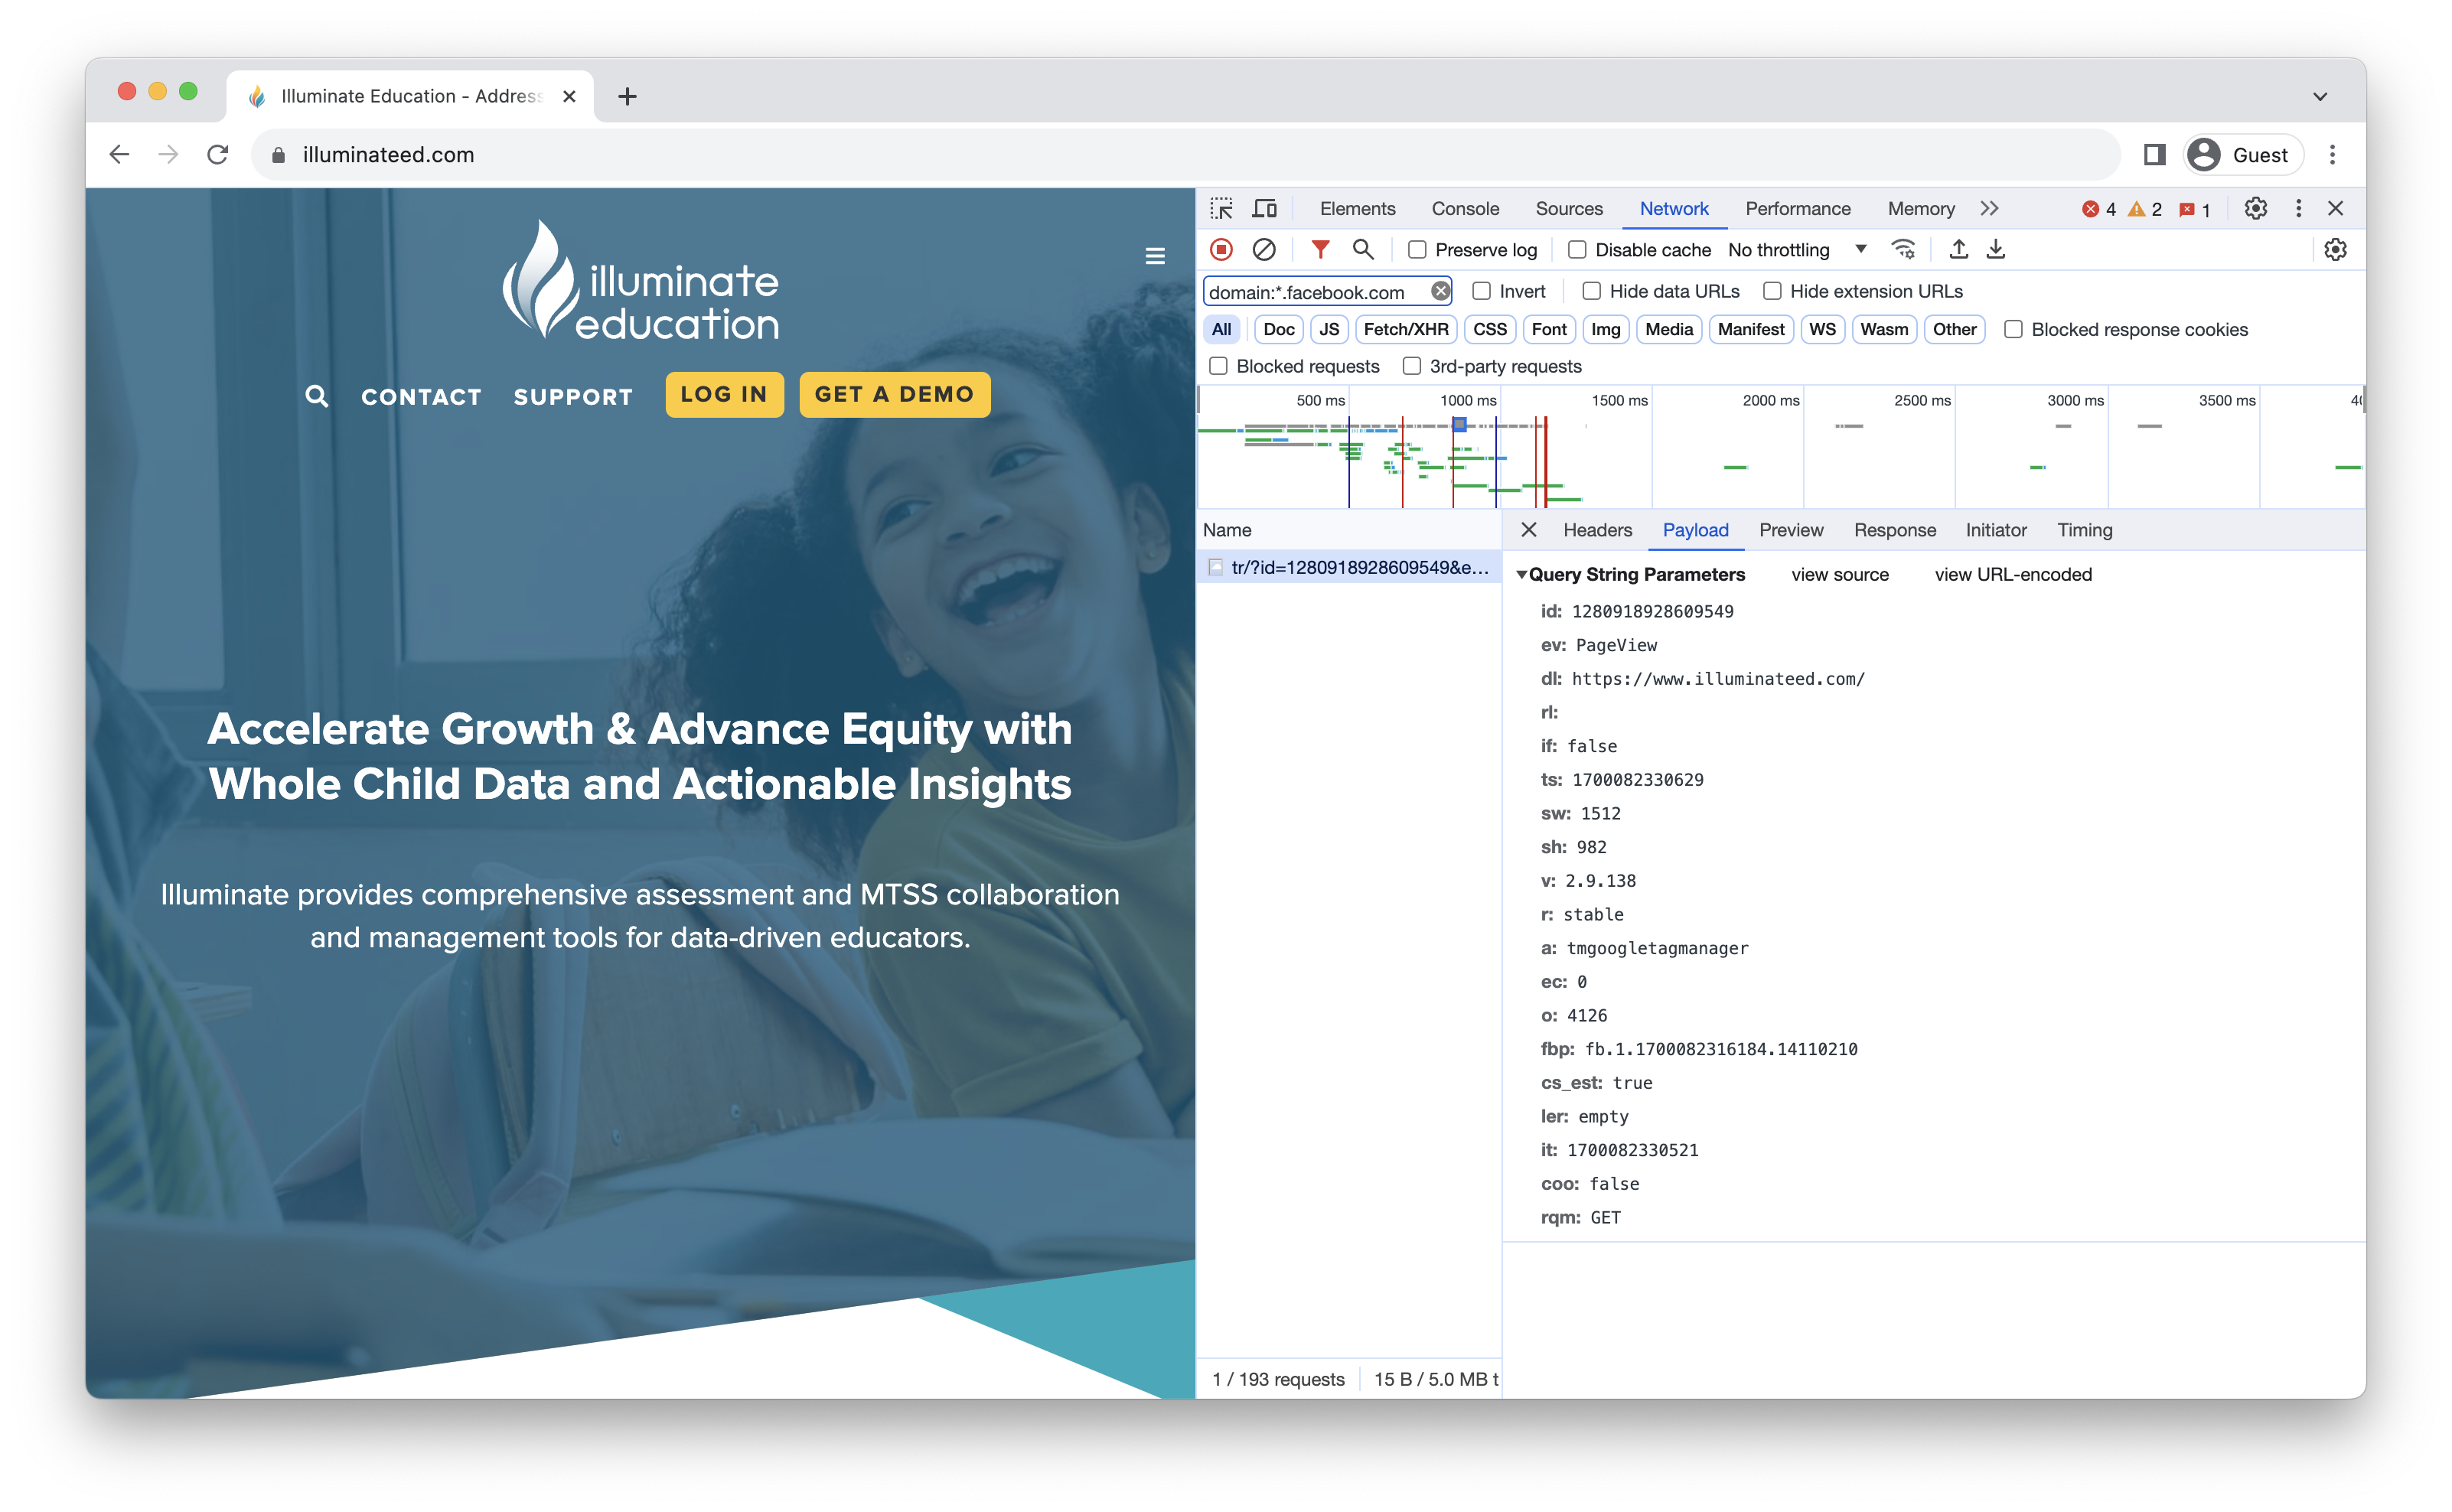 Illuminate Education - Address
illuminateed.com
Guest
illuminate
education
CONTACT SUPPORT LOG IN GET A DEMO
Accelerate Growth & Advance Equity with
Whole Child Data and Actionable Insights
Illuminate provides comprehensive assessment and MTSS collaboration
and management tools for data-driven educators.
Elements Console Sources Network Performance Memory 4 2 1
Preserve log Disable cache No throttling
domain:*.facebook.com Invert Hide data URLs Hide extension URLs
All Doc JS Fetch/XHR CSS Font Img Media Manifest WS Wasm Other Blocked response cookies
Blocked requests 3rd-party requests
500 ms 1000 ms 1500 ms 2000 ms 2500 ms 3000 ms 3500 ms
Name
tr/?id=1280918928609549&e...
1 / 193 requests 15 B / 5.0 MB t
Headers Payload Preview Response Initiator Timing
Query String Parameters view source view URL-encoded
id: 1280918928609549
ev: PageView
dl: https://www.illuminateed.com/
rl:
if: false
ts: 1700082330629
sw: 1512
sh: 982
v: 2.9.138
r: stable
a: tmgoogletagmanager
ec: 0
o: 4126
fbp: fb.1.1700082316184.14110210
cs_est: true
ler: empty
it: 1700082330521
coo: false
rqm: GET